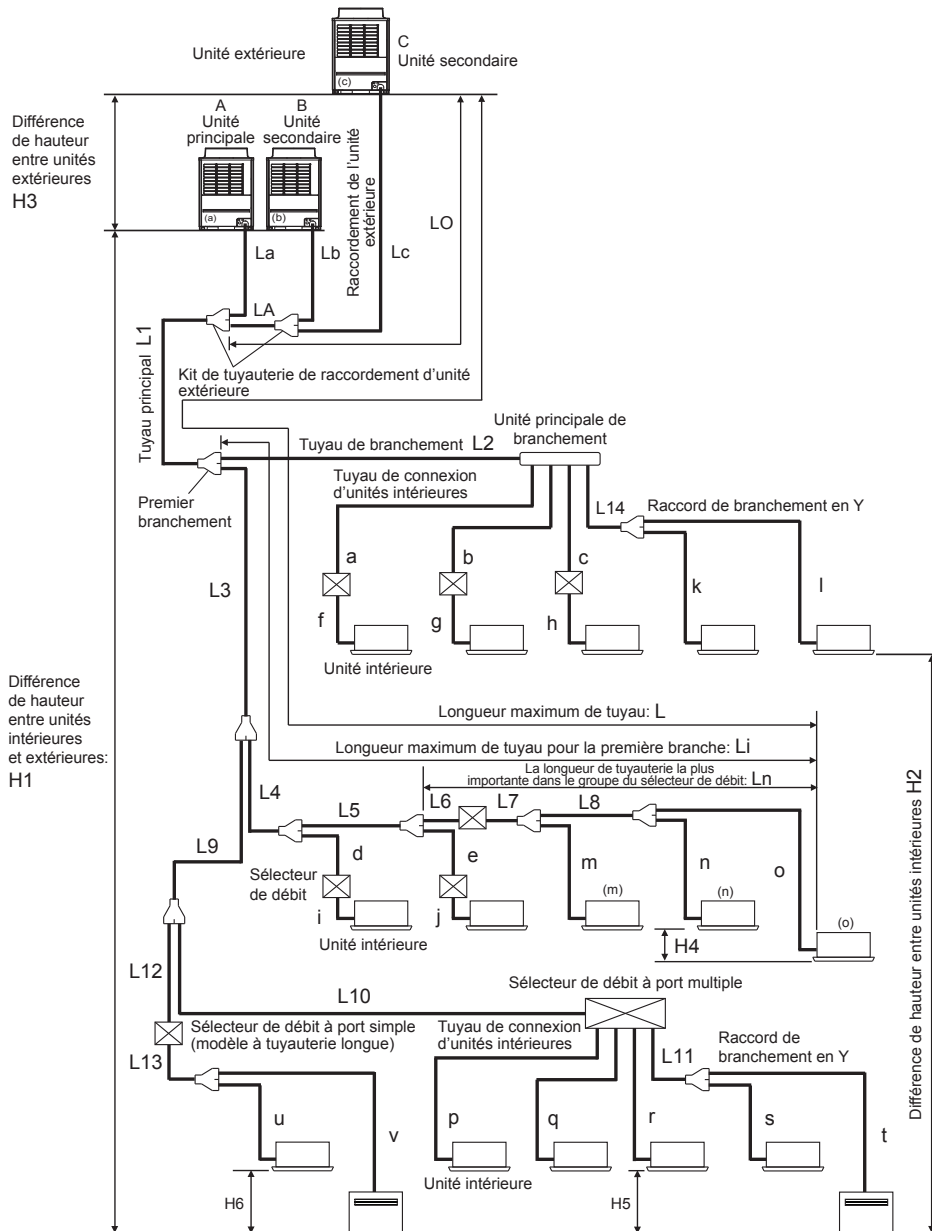 Unité extérieure
C
Unité secondaire
(c)
Différence
de hauteur
entre unités
extérieures
H3
A
Unité
principale
B
Unité
secondaire
(a)
(b)
Raccordement de l'unité
extérieure
La
Lb
Lc
LO
LA
Tuyau principal L1
Kit de tuyauterie de raccordement d'unité
extérieure
Unité principale de
branchement
Tuyau de branchement L2
Tuyau de connexion
d'unités intérieures
Premier
branchement
L14
Raccord de branchement en Y
a
b
c
k
l
L3
f
g
h
Unité intérieure
Différence
de hauteur
entre unités
intérieures
et extérieures:
H1
Longueur maximum de tuyau: L
Longueur maximum de tuyau pour la première branche: Li
La longueur de tuyauterie la plus
importante dans le groupe du sélecteur de débit: Ln
L4
L5
L6
L7
L8
L9
d
e
m
n
o
Sélecteur
de débit
i
j
(m)
(n)
(o)
Unité intérieure
H4
Différence de hauteur entre unités intérieures H2
L12
L10
Sélecteur de débit à port multiple
Sélecteur de débit à port simple
(modèle à tuyauterie longue)
Tuyau de connexion
d'unités intérieures
L11
Raccord de
branchement en Y
L13
u
v
p
q
r
s
t
Unité intérieure
H6
H5